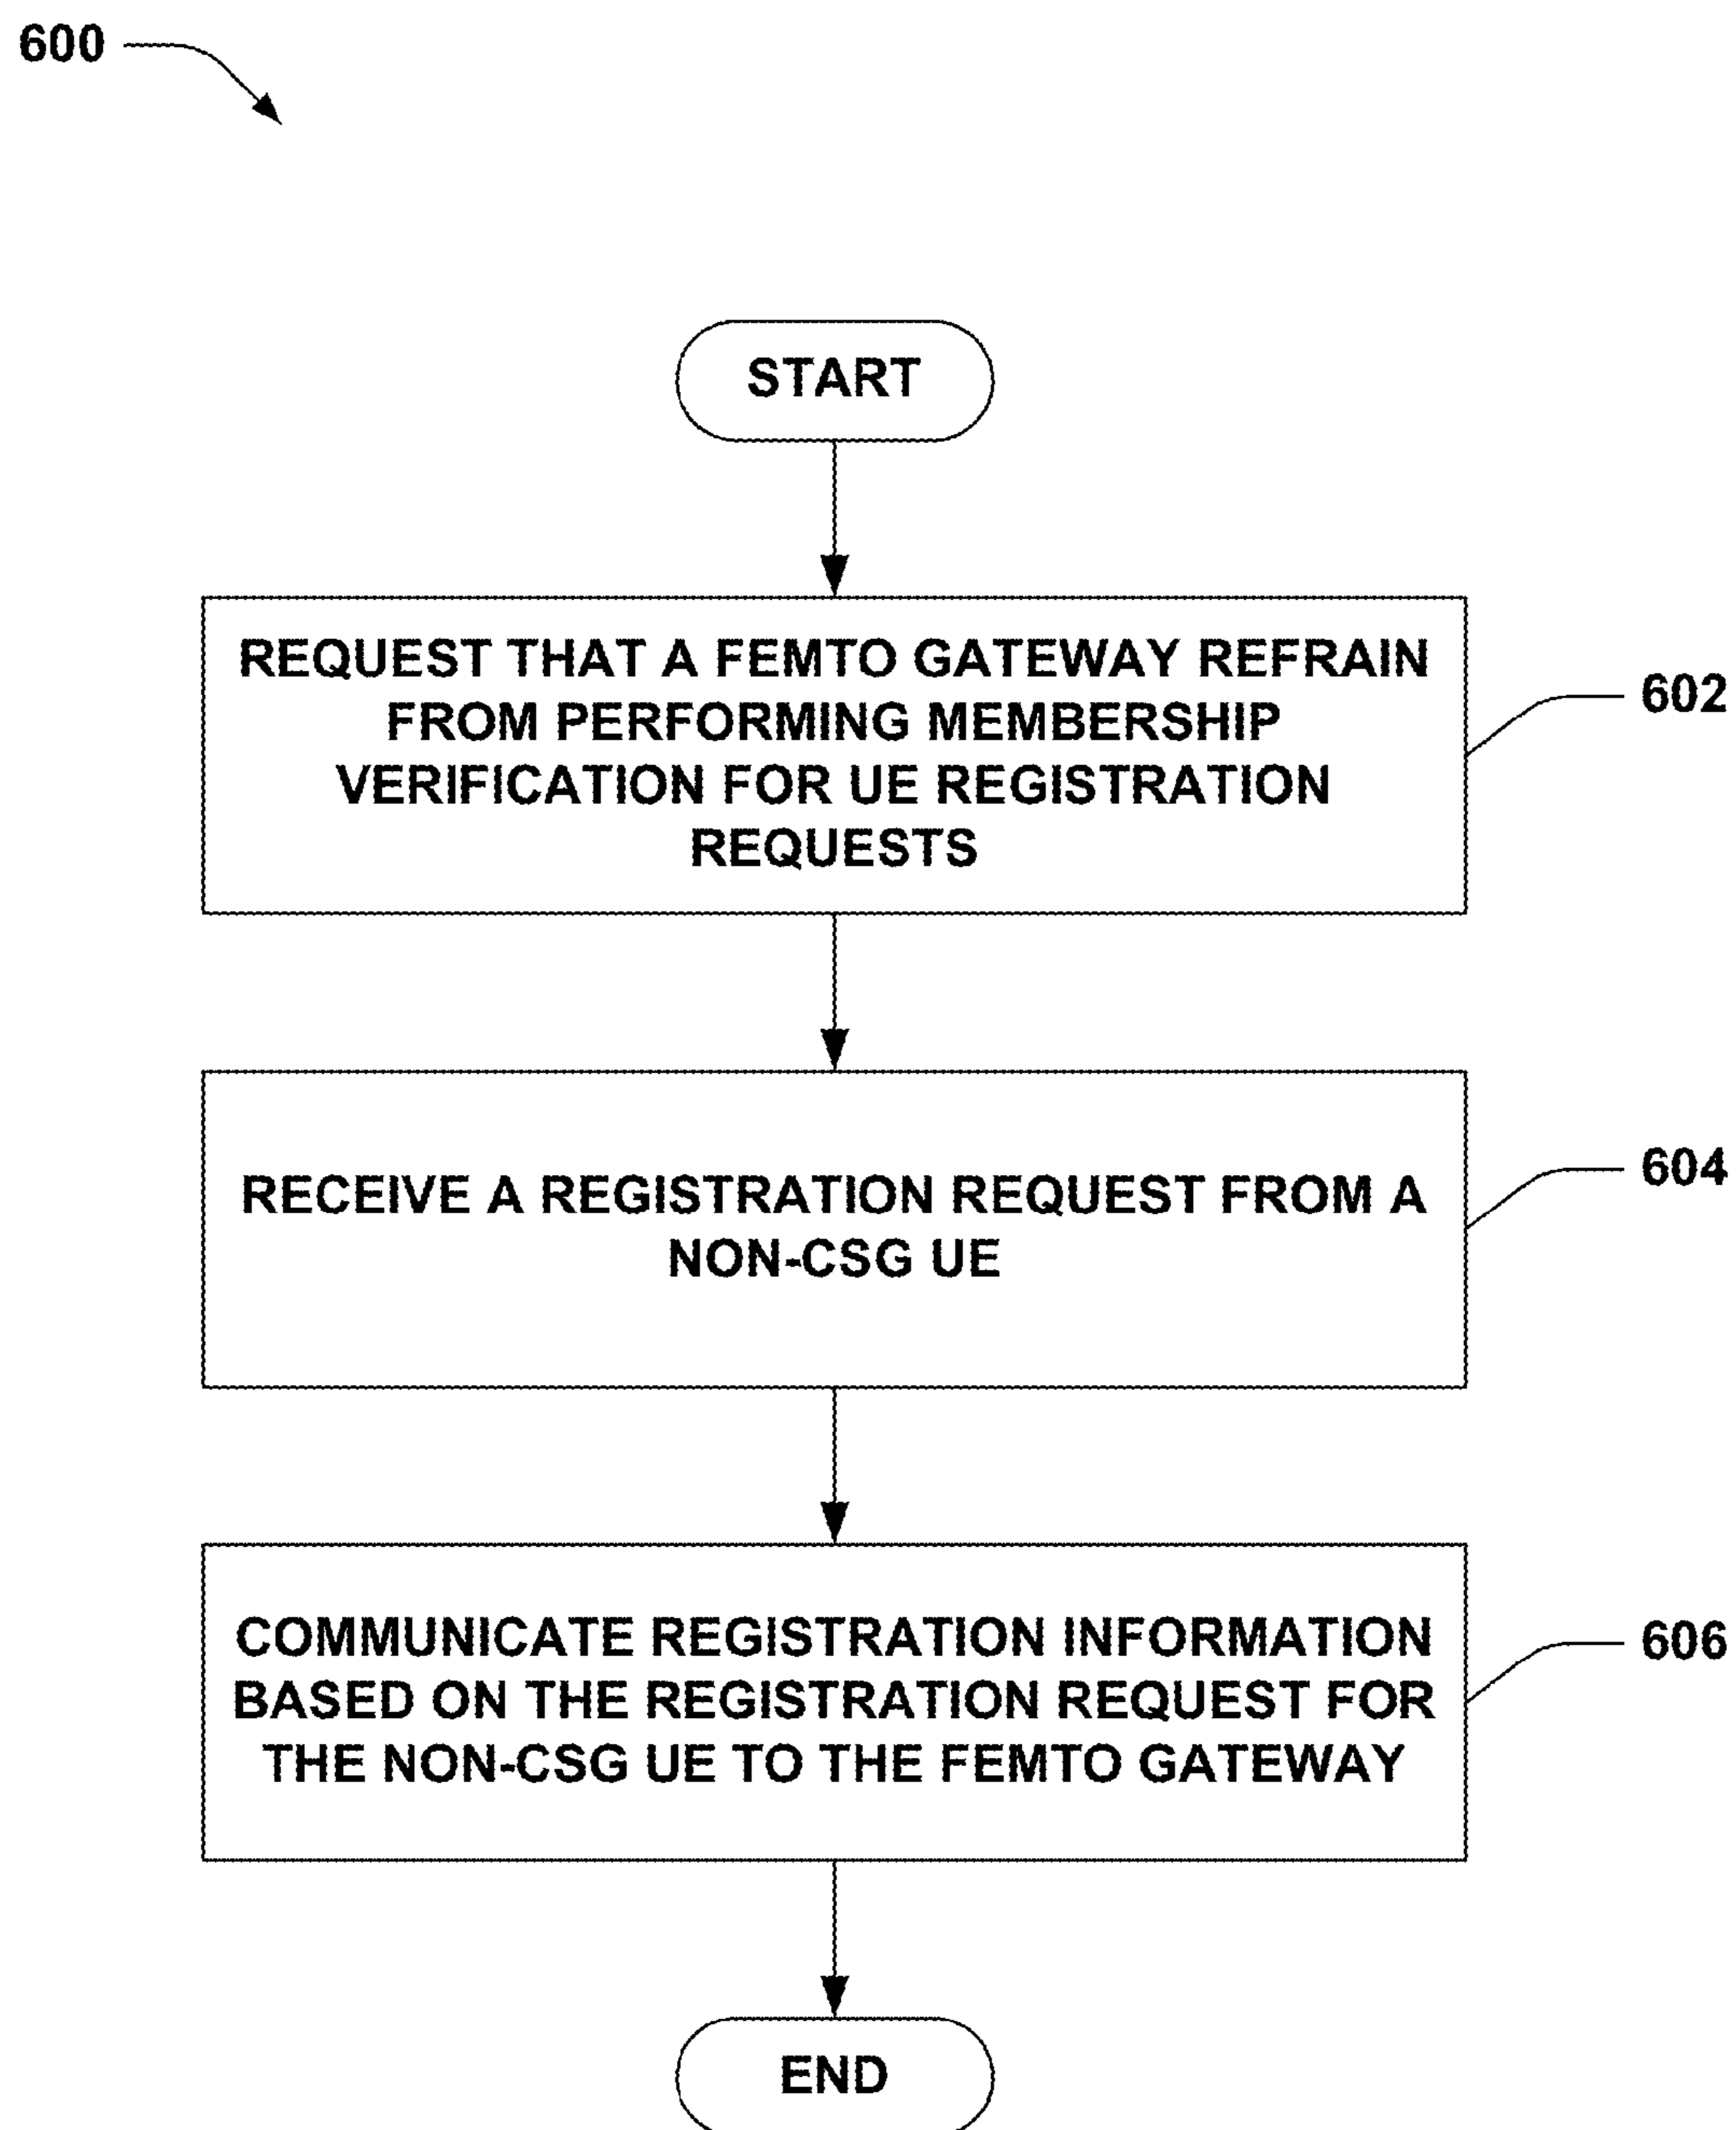 600
START
REQUEST THAT A FEMTO GATEWAY REFRAIN
FROM PERFORMING MEMBERSHIP
VERIFICATION FOR UE REGISTRATION
REQUESTS
602
RECEIVE A REGISTRATION REQUEST FROM A
NON-CSG UE
604
COMMUNICATE REGISTRATION INFORMATION
BASED ON THE REGISTRATION REQUEST FOR
THE NON-CSG UE TO THE FEMTO GATEWAY
606
END